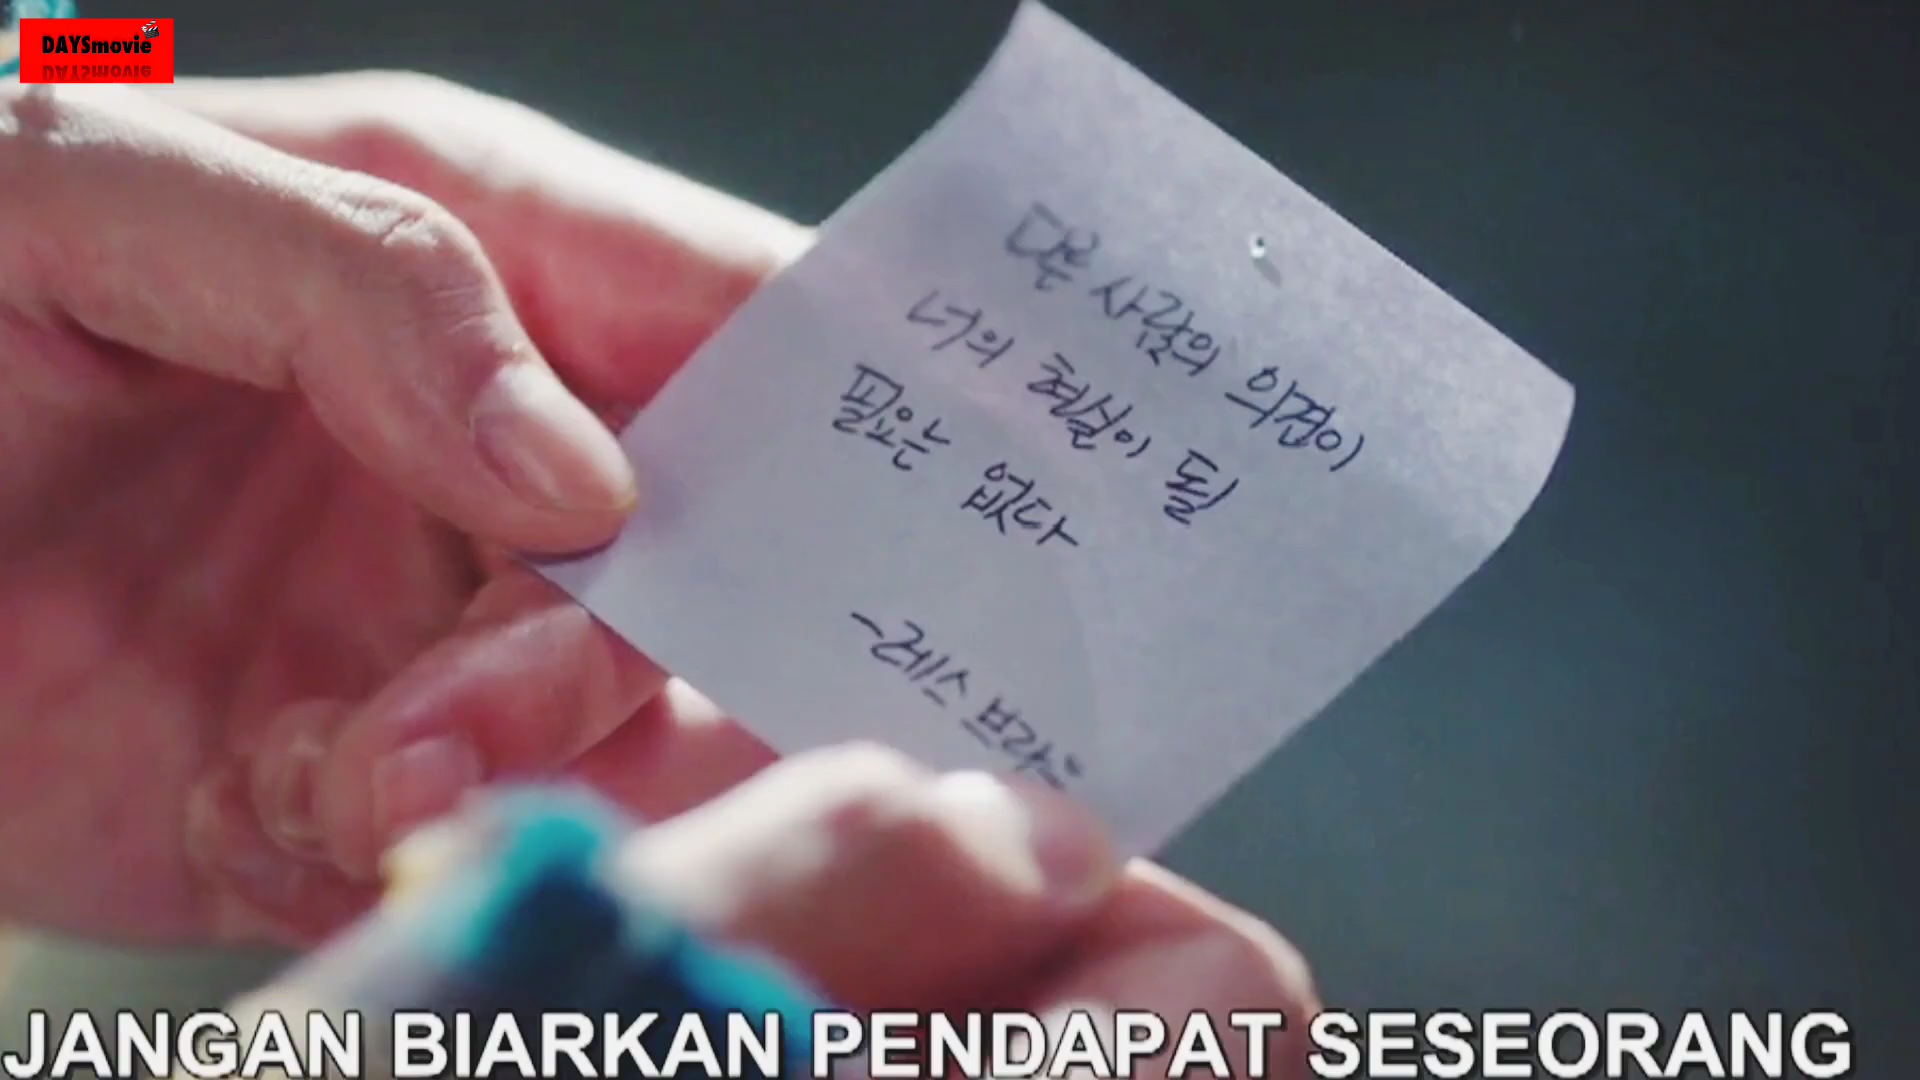 DAYSmovie
다른 사람의 의견이
너의 현실이 될
필요는 없다
-레스 브라운
JANGAN BIARKAN PENDAPAT SESEORANG